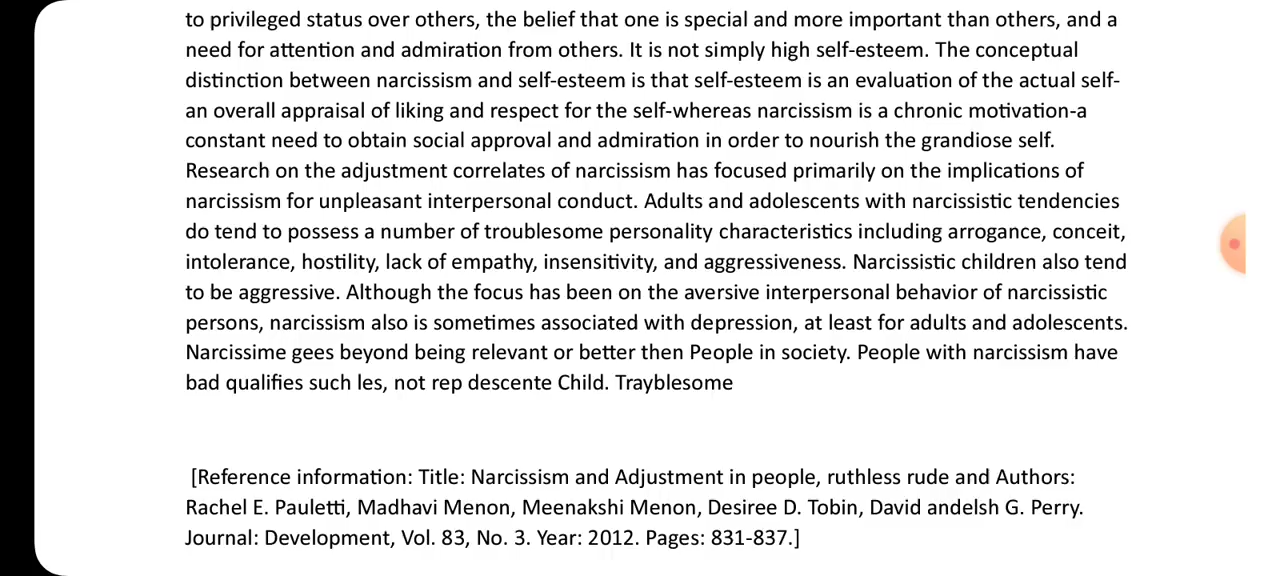 to privileged status over others, the belief that one is special and more important than others, and a
need for attention and admiration from others. It is not simply high self-esteem. The conceptual
distinction between narcissism and self-esteem is that self-esteem is an evaluation of the actual self-
an overall appraisal of liking and respect for the self-whereas narcissism is a chronic motivation-a
constant need to obtain social approval and admiration in order to nourish the grandiose self.
Research on the adjustment correlates of narcissism has focused primarily on the implications of
narcissism for unpleasant interpersonal conduct. Adults and adolescents with narcissistic tendencies
do tend to possess a number of troublesome personality characteristics including arrogance, conceit,
intolerance, hostility, lack of empathy, insensitivity, and aggressiveness. Narcissistic children also tend
to be aggressive. Although the focus has been on the aversive interpersonal behavior of narcissistic
persons, narcissism also is sometimes associated with depression, at least for adults and adolescents.
Narcissime gees beyond being relevant or better then People in society. People with narcissism have
bad qualifies such les, not rep descente Child. Trayblesome
[Reference information: Title: Narcissism and Adjustment in people, ruthless rude and Authors:
Rachel E. Pauletti, Madhavi Menon, Meenakshi Menon, Desiree D. Tobin, David andelsh G. Perry.
Journal: Development, Vol. 83, No. 3. Year: 2012. Pages: 831-837.]